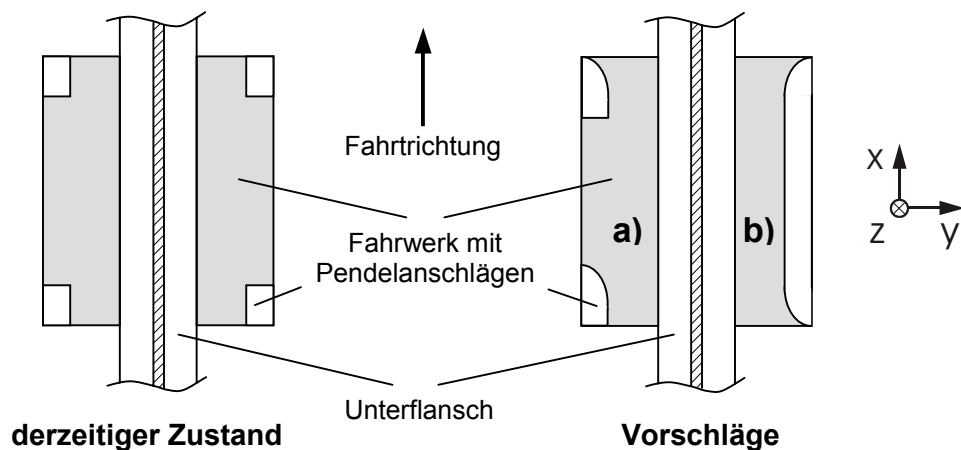 Fahrtrichtung
a)
b)
Fahrwerk mit
Pendelanschlägen
Unterflansch
x
z
y
derzeitiger Zustand
Vorschläge